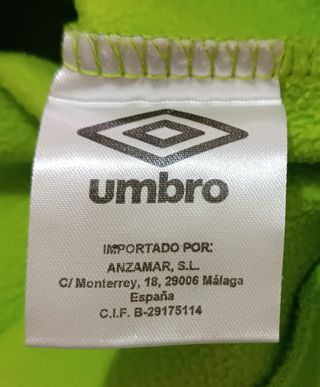 umbro
IMPORTADO POR:
ANZAMAR, S.L.
C/ Monterrey, 18, 29006 Málaga
España
C.I.F. B-29175114